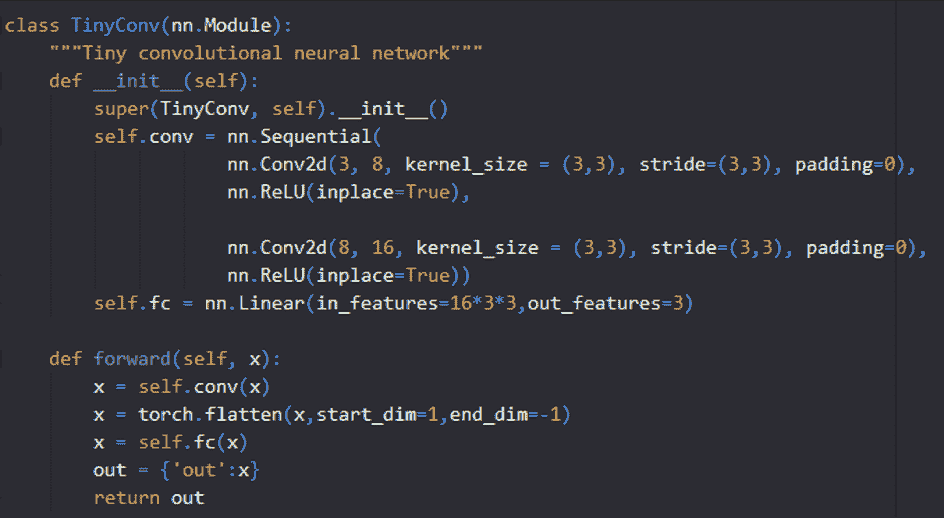 class TinyConv(nn.Module):
    """Tiny convolutional neural network"""
    def __init__(self):
        super(TinyConv, self).__init__()
        self.conv = nn.Sequential(
                    nn.Conv2d(3, 8, kernel_size = (3,3), stride=(3,3), padding=0),
                    nn.ReLU(inplace=True),

                    nn.Conv2d(8, 16, kernel_size = (3,3), stride=(3,3), padding=0),
                    nn.ReLU(inplace=True))
        self.fc = nn.Linear(in_features=16*3*3,out_features=3)

    def forward(self, x):
        x = self.conv(x)
        x = torch.flatten(x,start_dim=1,end_dim=-1)
        x = self.fc(x)
        out = {'out':x}
        return out